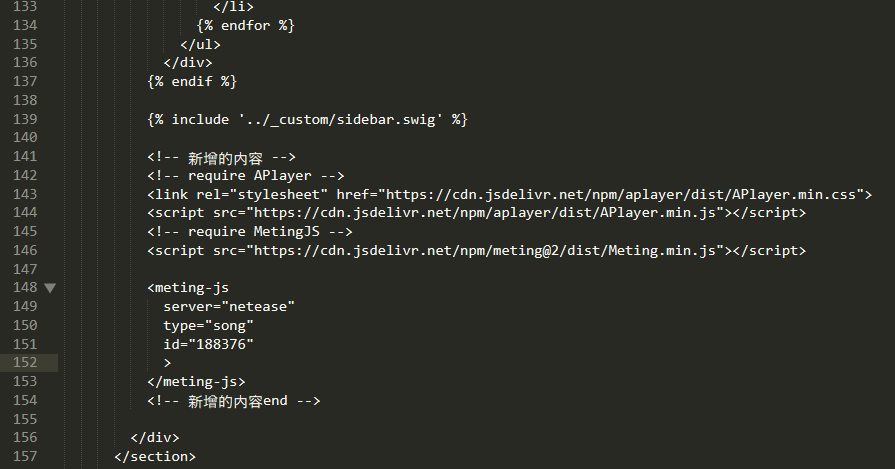 133 </li>
134 {% endfor %}
135 </ul>
136 </div>
137 {% endif %}
138
139 {% include '../_custom/sidebar.swig' %}
140
141 <!-- 新增的内容 -->
142 <!-- require APlayer -->
143 <link rel="stylesheet" href="https://cdn.jsdelivr.net/npm/aplayer/dist/APlayer.min.css">
144 <script src="https://cdn.jsdelivr.net/npm/aplayer/dist/APlayer.min.js"></script>
145 <!-- require MetingJS -->
146 <script src="https://cdn.jsdelivr.net/npm/meting@2/dist/Meting.min.js"></script>
147
148 <meting-js
149 server="netease"
150 type="song"
151 id="188376"
152 >
153 </meting-js>
154 <!-- 新增的内容end -->
155
156 </div>
157 </section>